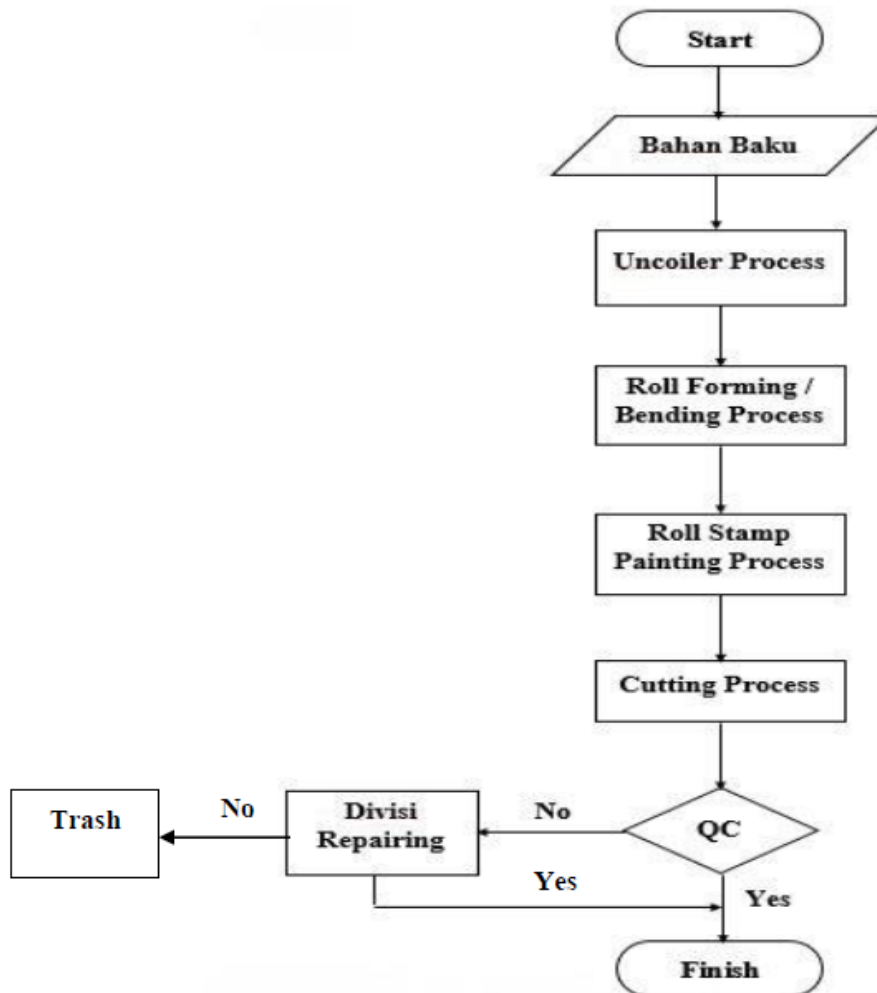 Start
Bahan Baku
Uncoiler Process
Roll Forming /
Bending Process
Roll Stamp
Painting Process
Cutting Process
QC
No
Divisi
Repairing
No
Trash
Yes
Yes
Finish